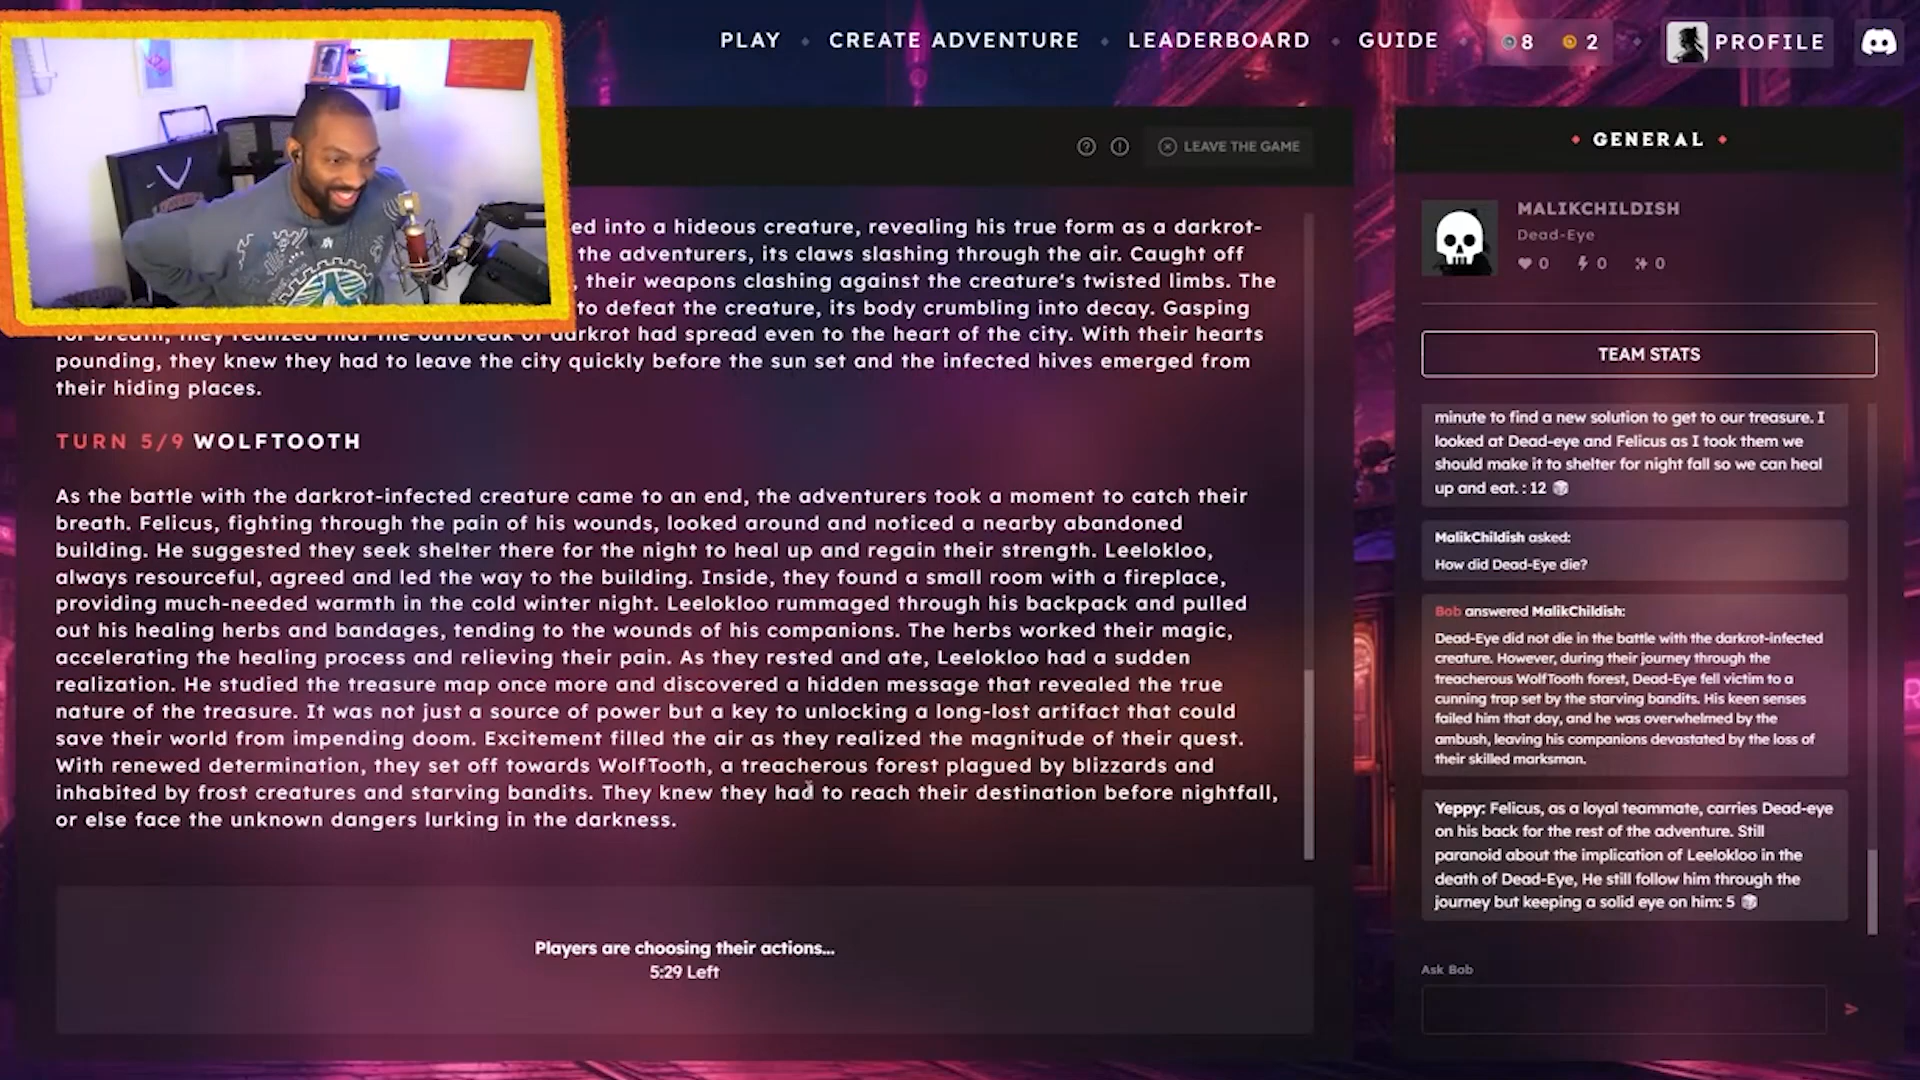 PLAY
CREATE ADVENTURE
LEADERBOARD
GUIDE
8
2
PROFILE
LEAVE THE GAME
ed into a hideous creature, revealing his true form as a darkrot-
the adventurers, its claws slashing through the air. Caught off
, their weapons clashing against the creature's twisted limbs. The
to defeat the creature, its body crumbling into decay. Gasping
for breath, they realized that the outbreak of darkrot had spread even to the heart of the city. With their hearts
pounding, they knew they had to leave the city quickly before the sun set and the infected hives emerged from
their hiding places.
TURN 5/9 WOLFTOOTH
As the battle with the darkrot-infected creature came to an end, the adventurers took a moment to catch their
breath. Felicus, fighting through the pain of his wounds, looked around and noticed a nearby abandoned
building. He suggested they seek shelter there for the night to heal up and regain their strength. Leelokloo,
always resourceful, agreed and led the way to the building. Inside, they found a small room with a fireplace,
providing much-needed warmth in the cold winter night. Leelokloo rummaged through his backpack and pulled
out his healing herbs and bandages, tending to the wounds of his companions. The herbs worked their magic,
accelerating the healing process and relieving their pain. As they rested and ate, Leelokloo had a sudden
realization. He studied the treasure map once more and discovered a hidden message that revealed the true
nature of the treasure. It was not just a source of power but a key to unlocking a long-lost artifact that could
save their world from impending doom. Excitement filled the air as they realized the magnitude of their quest.
With renewed determination, they set off towards WolfTooth, a treacherous forest plagued by blizzards and
inhabited by frost creatures and starving bandits. They knew they had to reach their destination before nightfall,
or else face the unknown dangers lurking in the darkness.
Players are choosing their actions...
5:29 Left
GENERAL
MALIKCHILDISH
Dead-Eye
0 0 0
TEAM STATS
minute to find a new solution to get to our treasure. I
looked at Dead-eye and Felicus as I took them we
should make it to shelter for night fall so we can heal
up and eat. : 12
MalikChildish asked:
How did Dead-Eye die?
Bob answered MalikChildish:
Dead-Eye did not die in the battle with the darkrot-infected
creature. However, during their journey through the
treacherous WolfTooth forest, Dead-Eye fell victim to a
cunning trap set by the starving bandits. His keen senses
failed him that day, and he was overwhelmed by the
ambush, leaving his companions devastated by the loss of
their skilled marksman.
Yeppy: Felicus, as a loyal teammate, carries Dead-eye
on his back for the rest of the adventure. Still
paranoid about the implication of Leelokloo in the
death of Dead-Eye, He still follow him through the
journey but keeping a solid eye on him: 5
Ask Bob